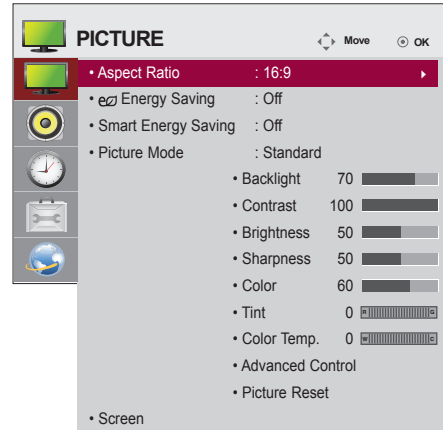 PICTURE
Move
OK
• Aspect Ratio : 16:9
• Energy Saving : Off
• Smart Energy Saving : Off
• Picture Mode : Standard
• Backlight 70
• Contrast 100
• Brightness 50
• Sharpness 50
• Color 60
• Tint 0 R G
• Color Temp. 0 W C
• Advanced Control
• Picture Reset
• Screen